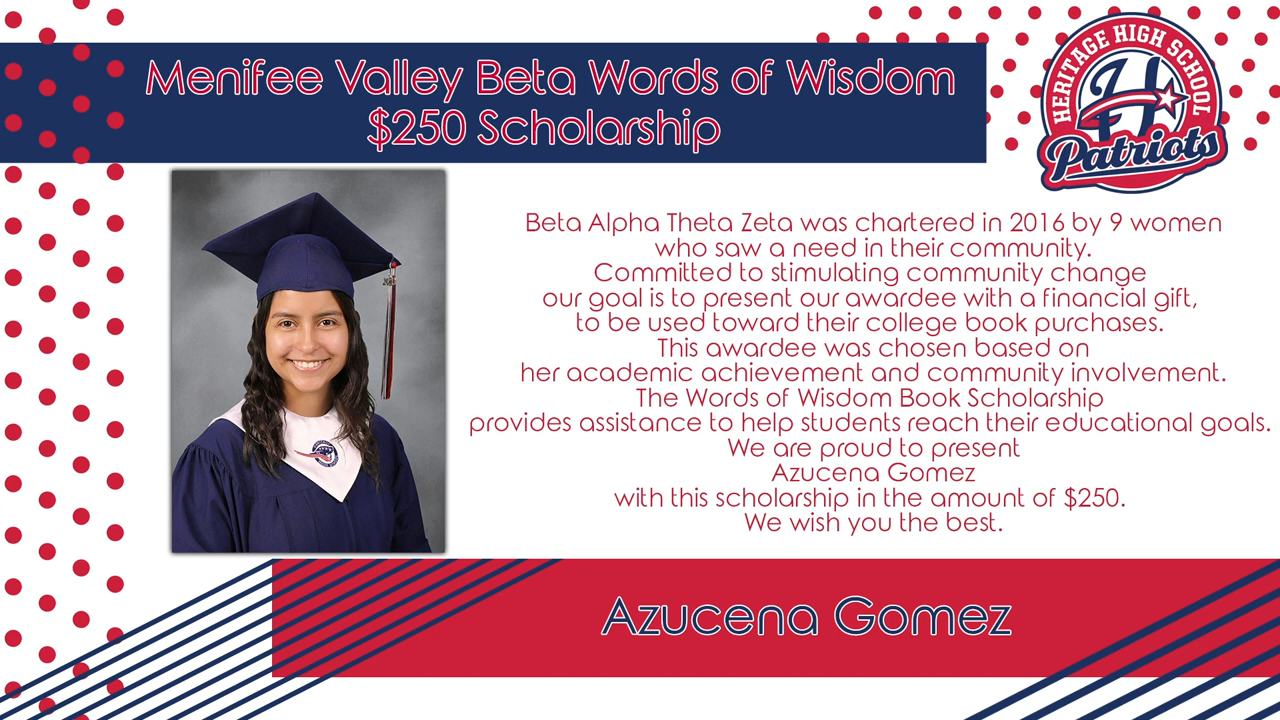 Menifee Valley Beta Words of Wisdom
$250 Scholarship
HERITAGE HIGH SCHOOL
H
Patriots
Beta Alpha Theta Zeta was chartered in 2016 by 9 women
who saw a need in their community.
Committed to stimulating community change
our goal is to present our awardee with a financial gift,
to be used toward their college book purchases.
This awardee was chosen based on
her academic achievement and community involvement.
The Words of Wisdom Book Scholarship
provides assistance to help students reach their educational goals.
We are proud to present
Azucena Gomez
with this scholarship in the amount of $250.
We wish you the best.
Azucena Gomez